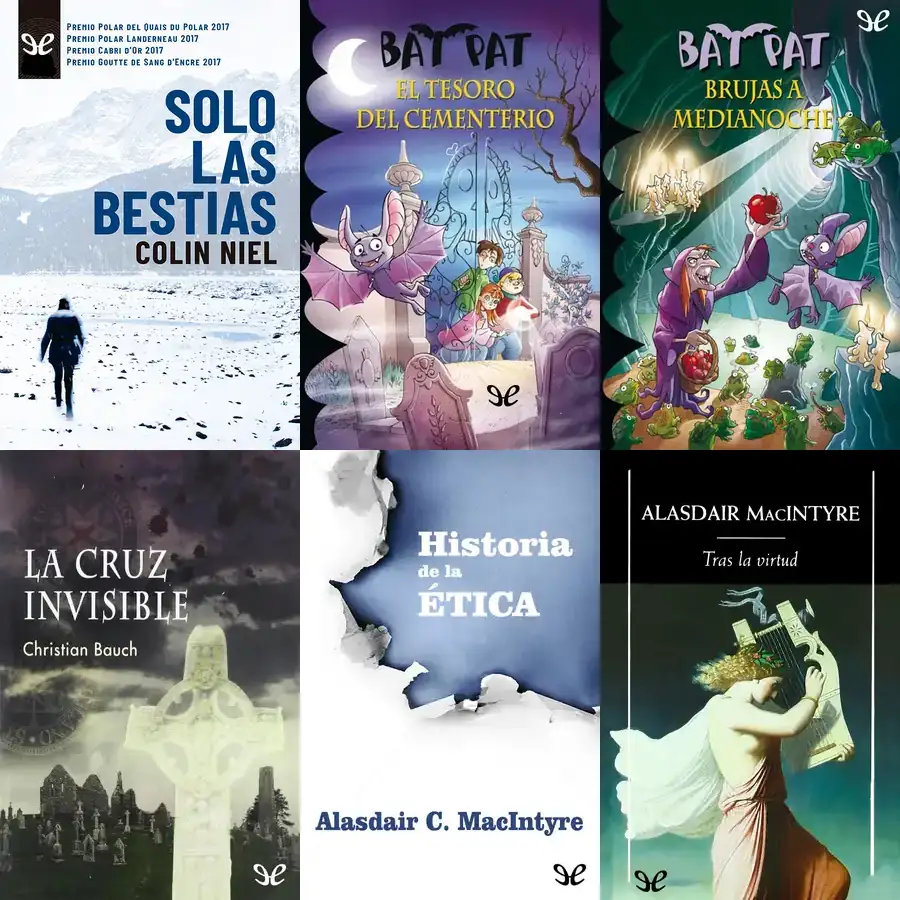 PREMIO POLAR DEL QUAIS DU POLAR 2017
PREMIO POLAR LANDERNEAU 2017
PREMIO CABRI D'OR 2017
PREMIO GOUTTE DE SANG D'ENCRE 2017
SOLO
LAS
BESTIAS
COLIN NIEL
BAT PAT
EL TESORO
DEL CEMENTERIO
BAT PAT
BRUJAS A
MEDIANOCHE
LA CRUZ
INVISIBLE
Christian Bauch
Historia
de la
ÉTICA
Alasdair C. MacIntyre
ALASDAIR MACINTYRE
Tras la virtud